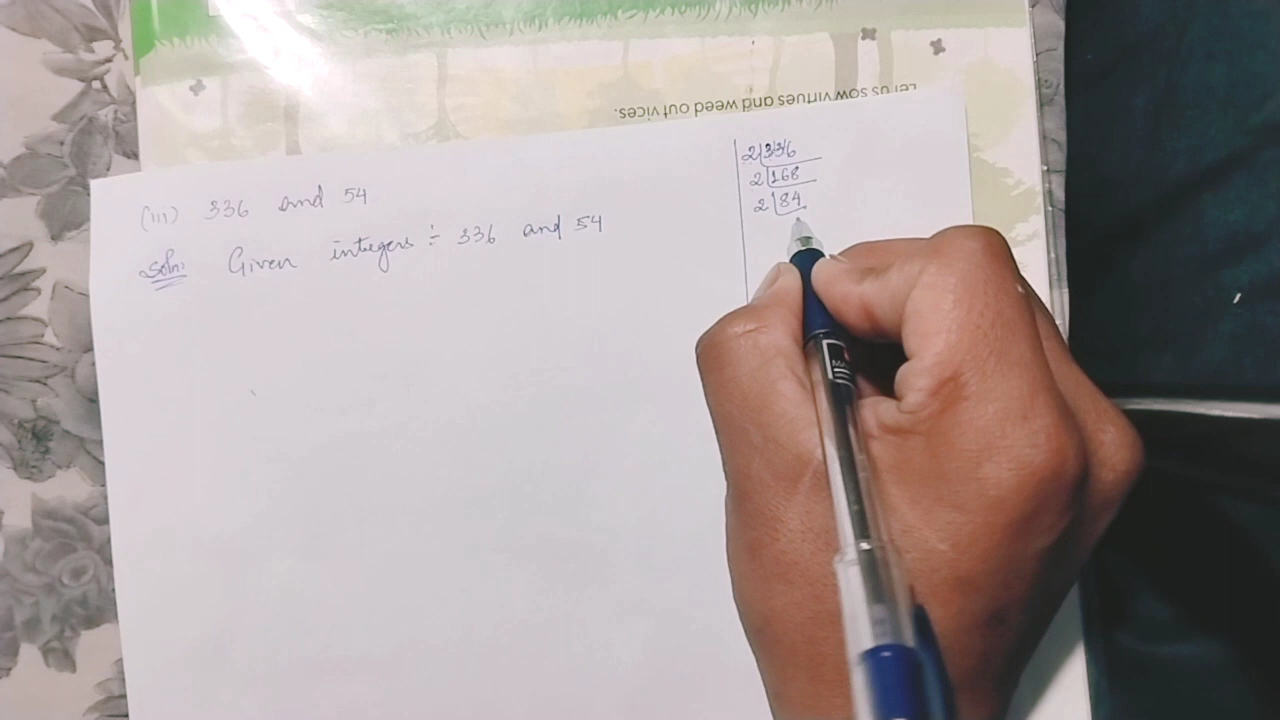 Let us sow virtues and weed out vices.
(iii) 336 and 54
Soln: Given integers ÷ 336 and 54
2 336
2 168
2 84